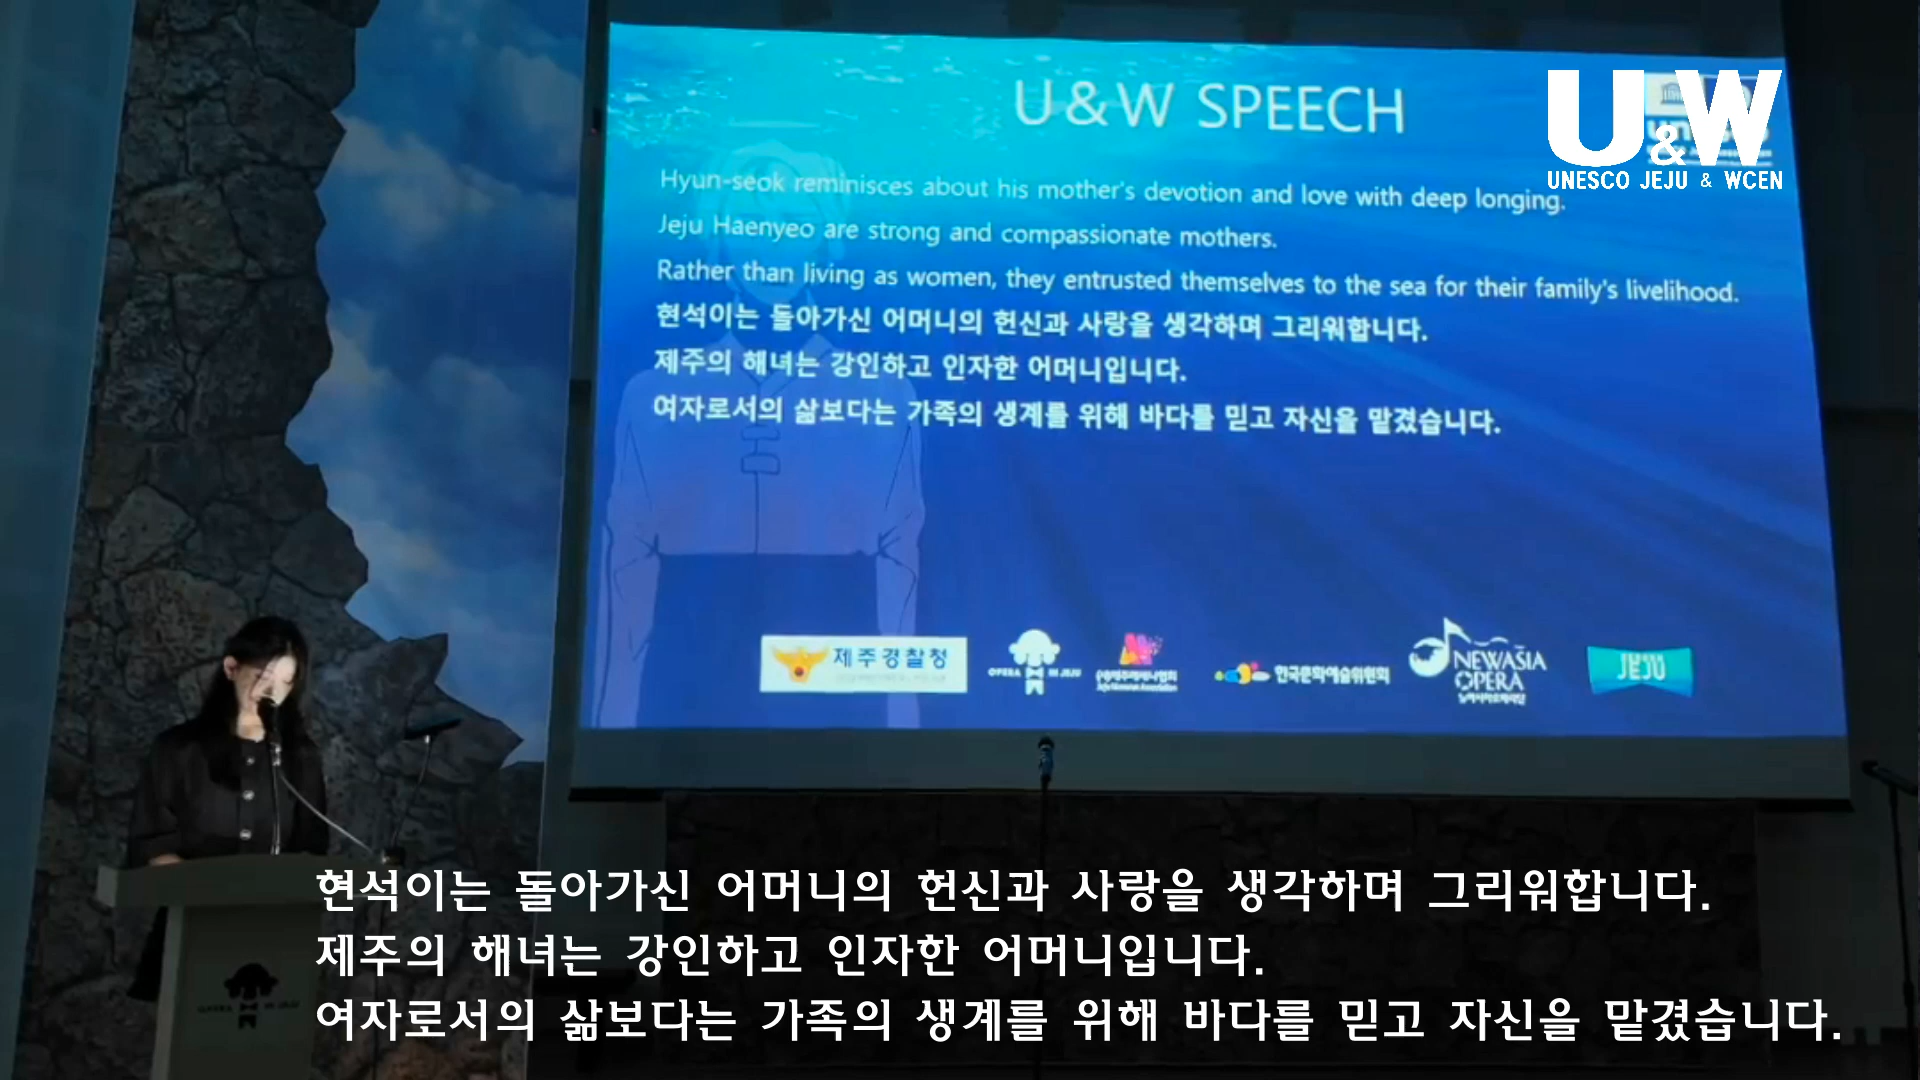 U&W SPEECH
U&W
UNESCO JEJU & WCEN
Hyun-seok reminisces about his mother's devotion and love with deep longing.
Jeju Haenyeo are strong and compassionate mothers.
Rather than living as women, they entrusted themselves to the sea for their family's livelihood.
현석이는 돌아가신 어머니의 헌신과 사랑을 생각하며 그리워합니다.
제주의 해녀는 강인하고 인자한 어머니입니다.
여자로서의 삶보다는 가족의 생계를 위해 바다를 믿고 자신을 맡겼습니다.
제주경찰청
OPERA IN JEJU
한국문화예술위원회
NEWASIA
OPERA
JEJU
현석이는 돌아가신 어머니의 헌신과 사랑을 생각하며 그리워합니다.
제주의 해녀는 강인하고 인자한 어머니입니다.
여자로서의 삶보다는 가족의 생계를 위해 바다를 믿고 자신을 맡겼습니다.
OPERA IN JEJU